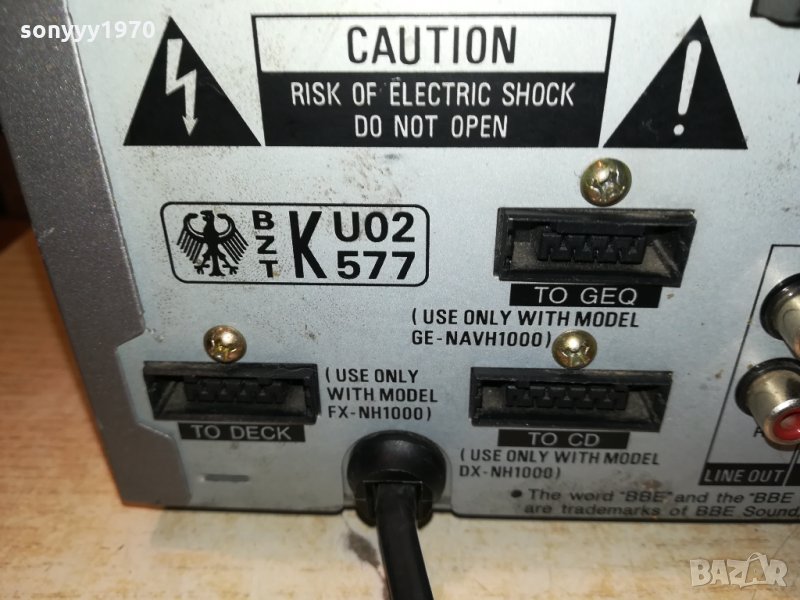 sonyyy1970
CAUTION
RISK OF ELECTRIC SHOCK
DO NOT OPEN
BZT K U02
577
TO GEQ
(USE ONLY WITH MODEL
GE-NAVH1000)
TO DECK
(USE ONLY
WITH MODEL
FX-NH1000)
TO CD
(USE ONLY WITH MODEL
DX-NH1000)
LINE OUT
• The word "BBE" and the "BBE
are trademarks of BBE Sound,
BAZAR